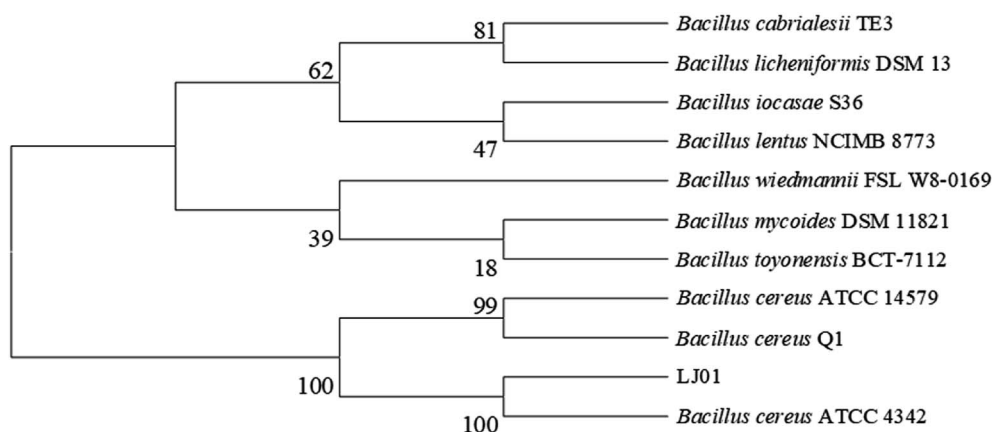 81
Bacillus cabrialesii TE3
62
Bacillus licheniformis DSM 13
Bacillus iocasae S36
47
Bacillus lentus NCIMB 8773
Bacillus wiedmannii FSL W8-0169
39
Bacillus mycoides DSM 11821
18
Bacillus toyonensis BCT-7112
99
Bacillus cereus ATCC 14579
Bacillus cereus Q1
100
LJ01
100
Bacillus cereus ATCC 4342